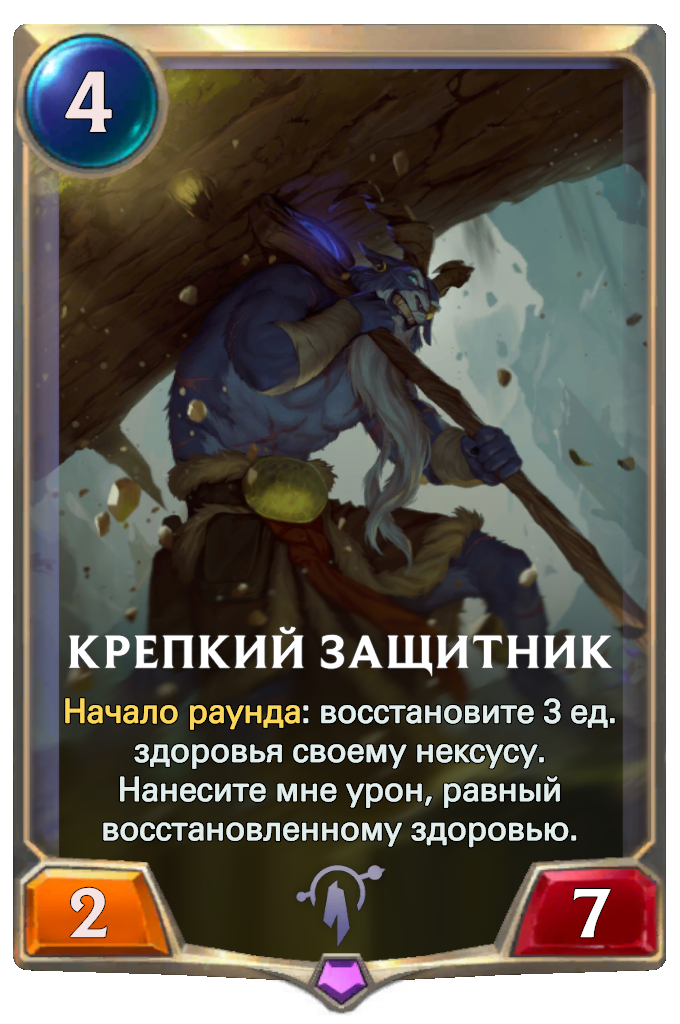 4
КРЕПКИЙ ЗАЩИТНИК
Начало раунда: восстановите 3 ед.
здоровья своему нексусу.
Нанесите мне урон, равный
восстановленному здоровью.
2
7